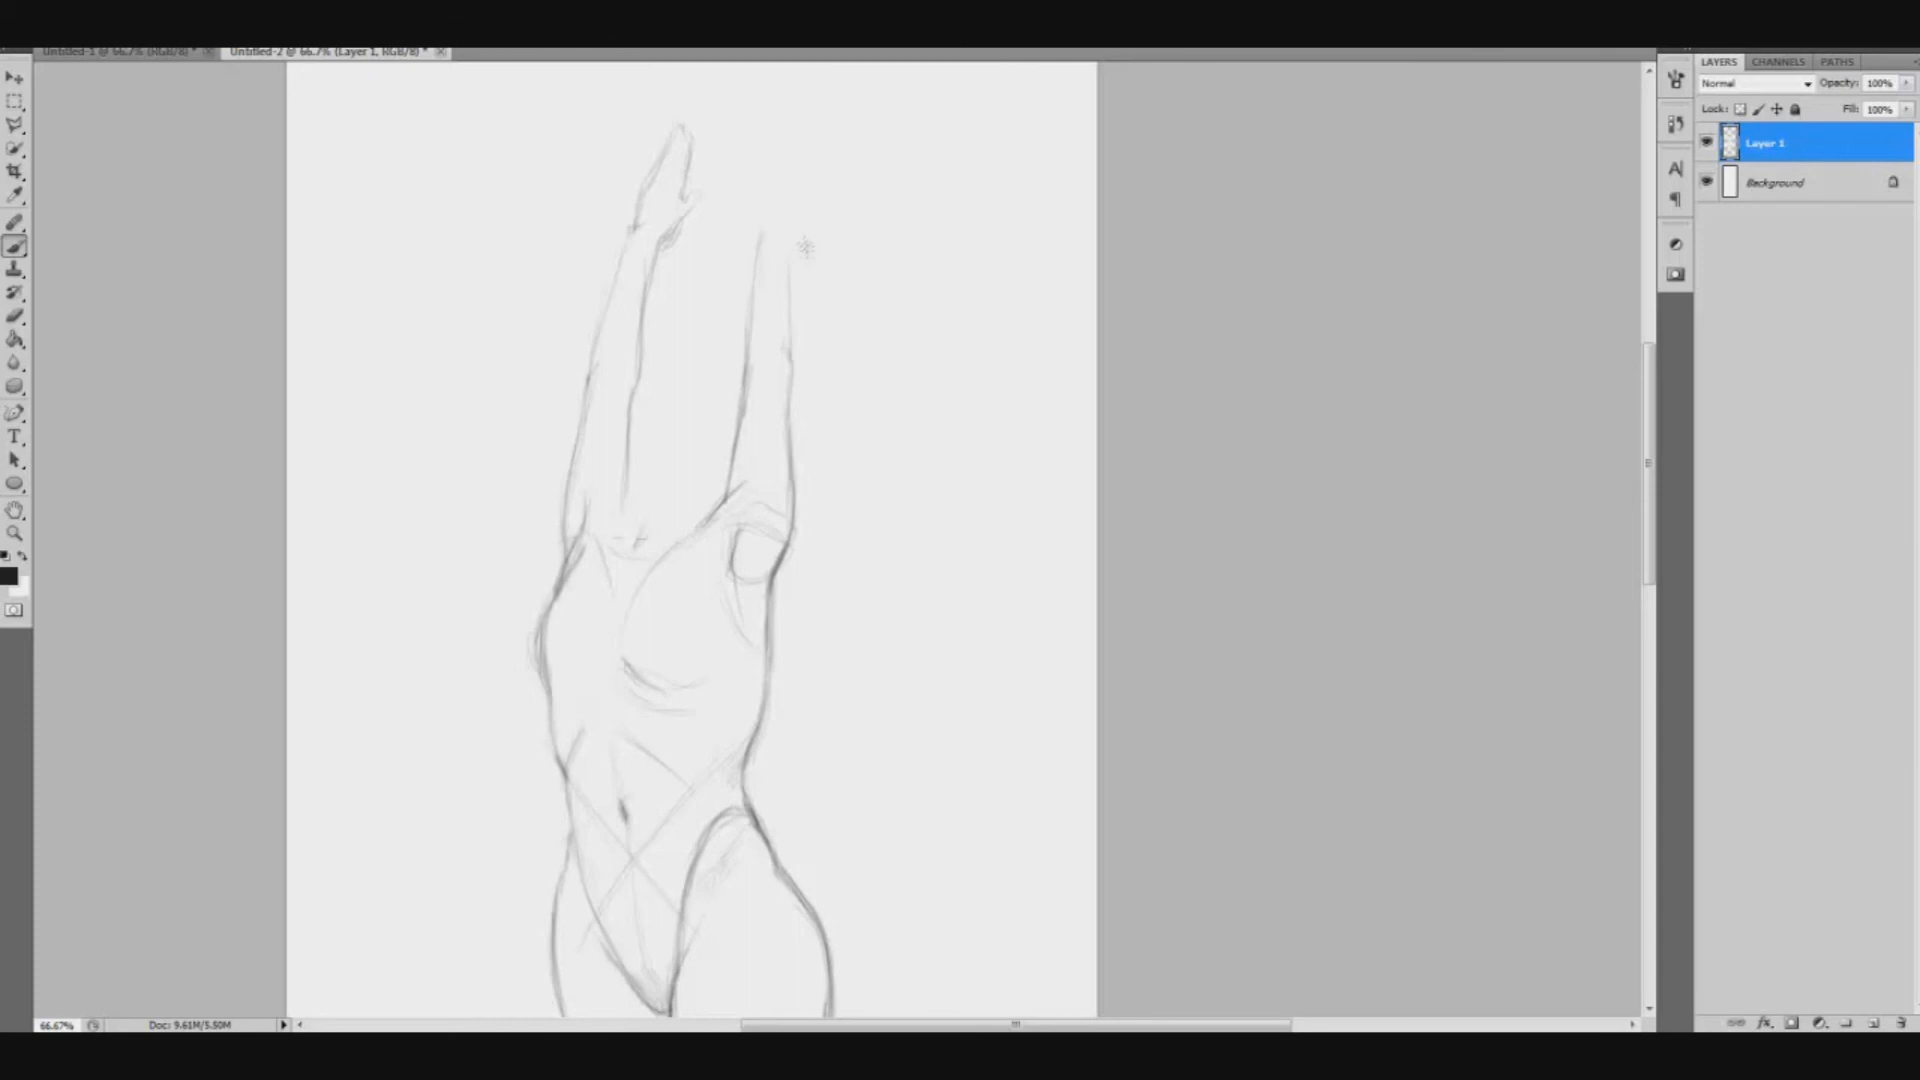 Untitled-1 @ 66.7% (RGB/8) *
Untitled-2 @ 66.7% (Layer 1, RGB/8) *
LAYERS CHANNELS PATHS
Normal Opacity: 100%
Lock: Fill: 100%
Layer 1
Background
66.67% Doc: 9.61M/5.50M